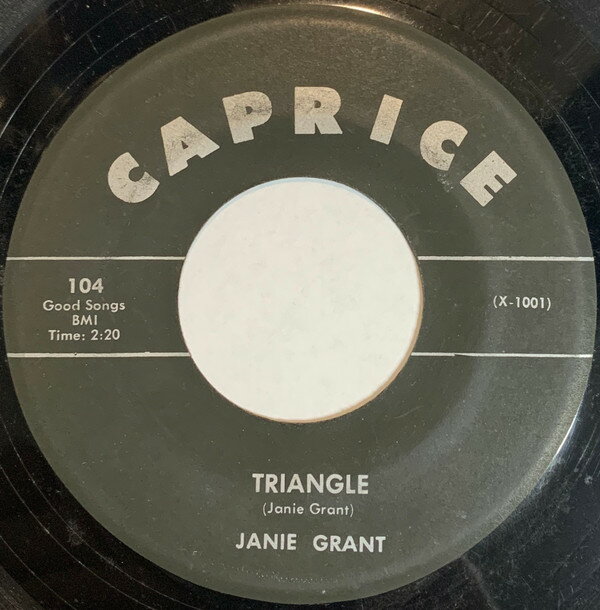 CAPRICE
104
Good Songs
BMI
Time: 2:20
(X-1001)
TRIANGLE
(Janie Grant)
JANIE GRANT